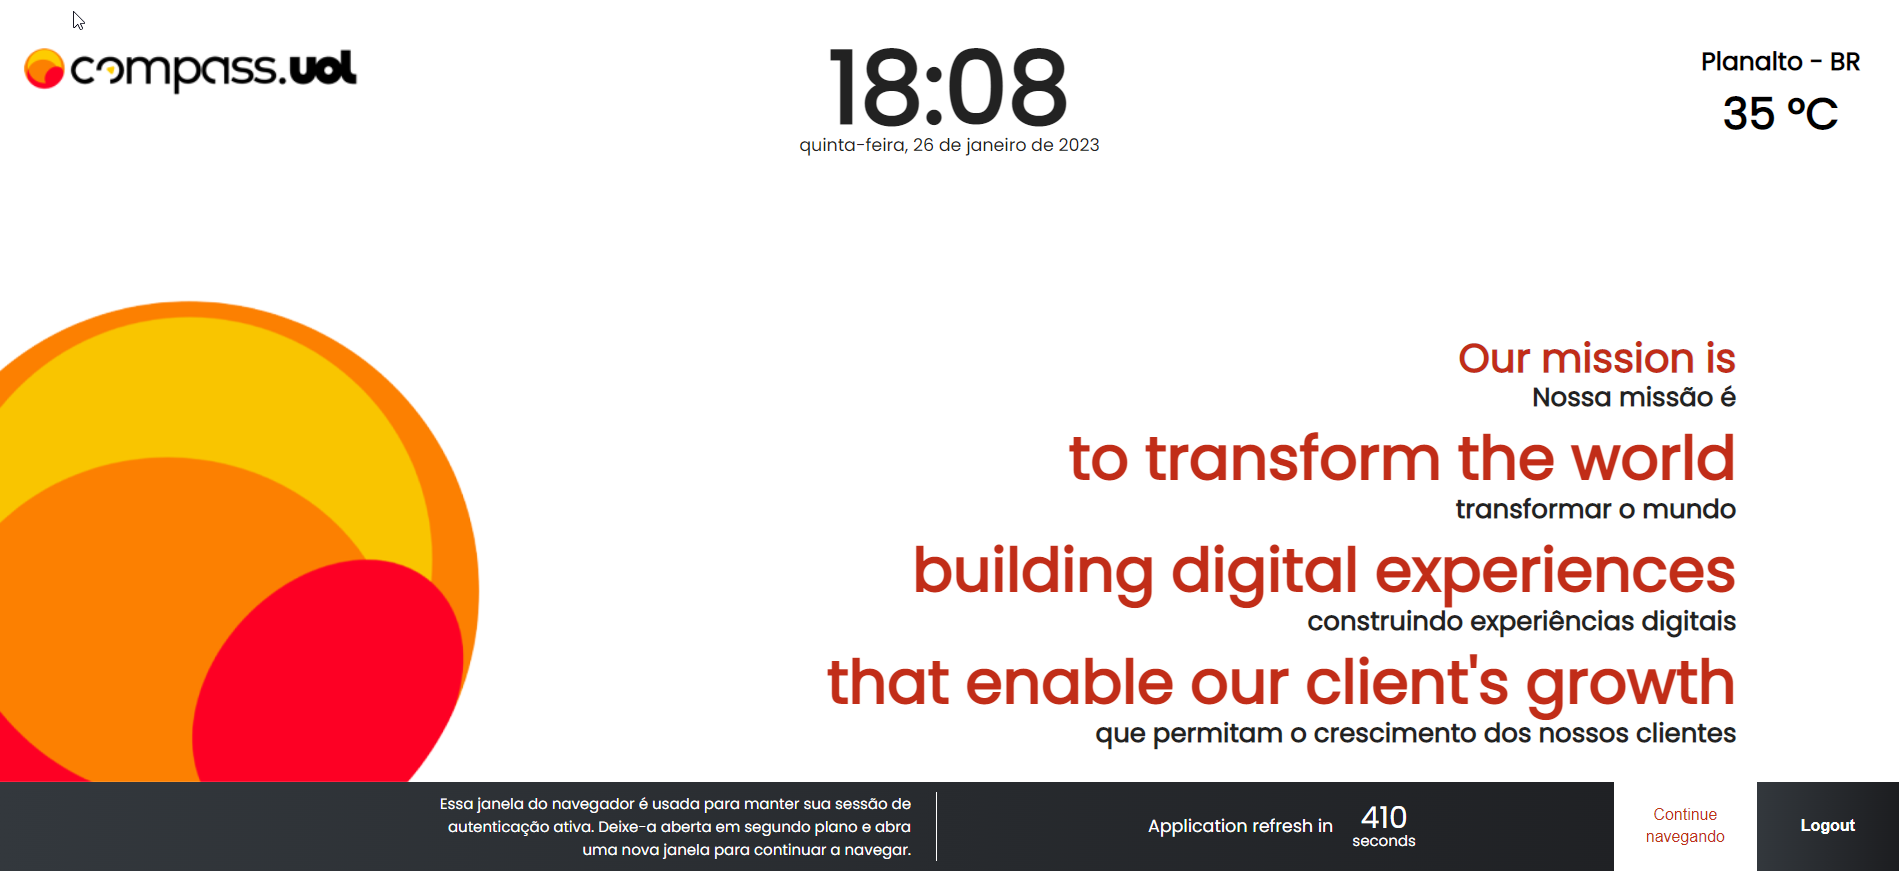 compass.uol
18:08
quinta-feira, 26 de janeiro de 2023
Planalto - BR
35 ºC
Our mission is
Nossa missão é
to transform the world
transformar o mundo
building digital experiences
construindo experiências digitais
that enable our client's growth
que permitam o crescimento dos nossos clientes
Essa janela do navegador é usada para manter sua sessão de
autenticação ativa. Deixe-a aberta em segundo plano e abra
uma nova janela para continuar a navegar.
Application refresh in
410
seconds
Continue
navegando
Logout